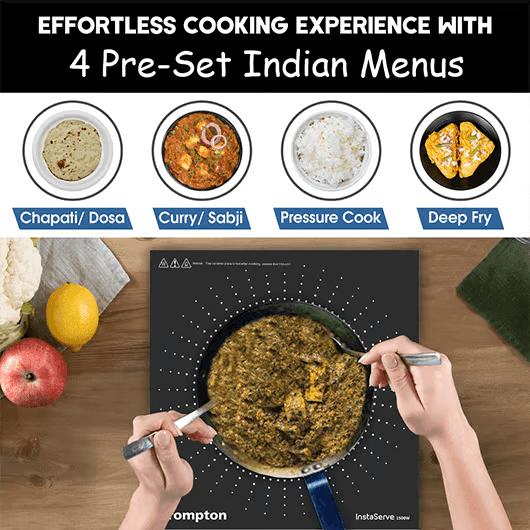 EFFORTLESS COOKING EXPERIENCE WITH
4 Pre-Set Indian Menus
Chapati/ Dosa
Curry/ Sabji
Pressure Cook
Deep Fry
rompton
InstaServe 1500W